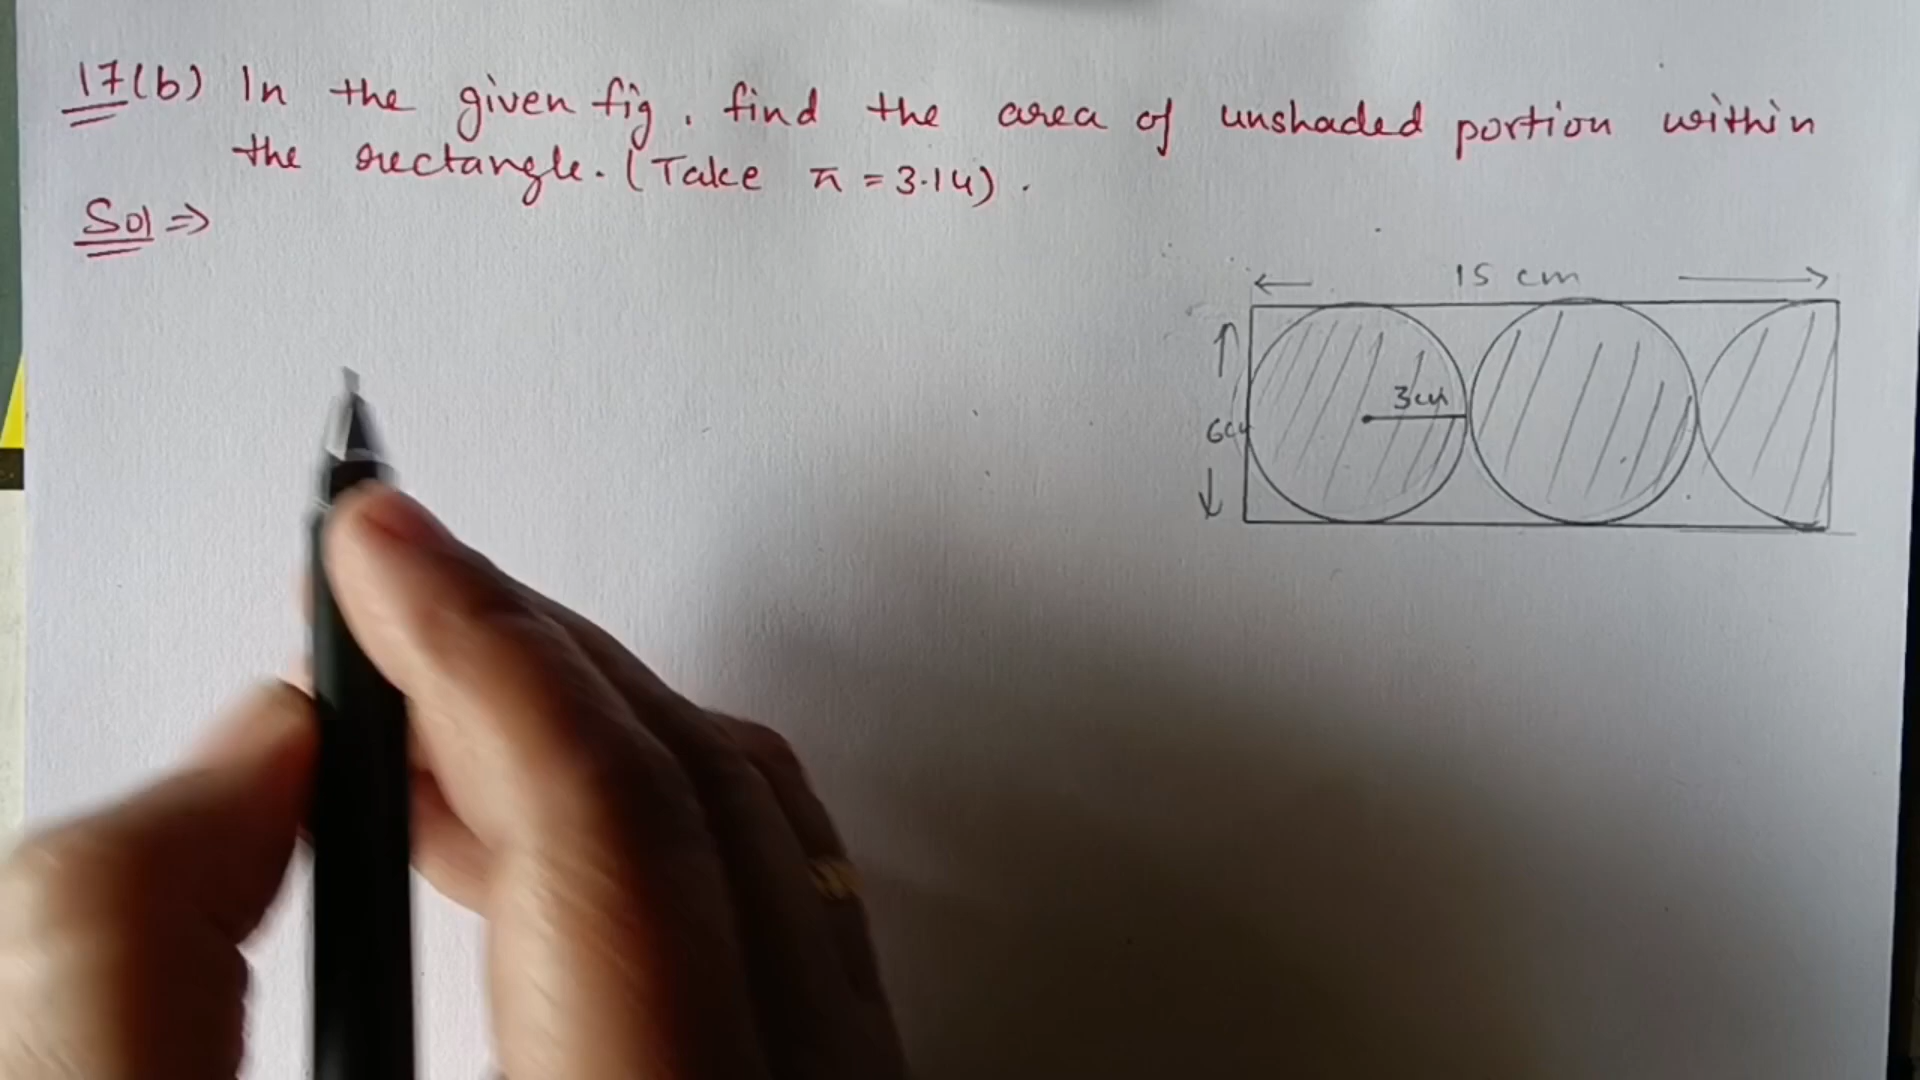 17(b) In the given fig. find the area of unshaded portion within
the rectangle. (Take π = 3.14).
Sol ⇒
15 cm
3cm
6cm